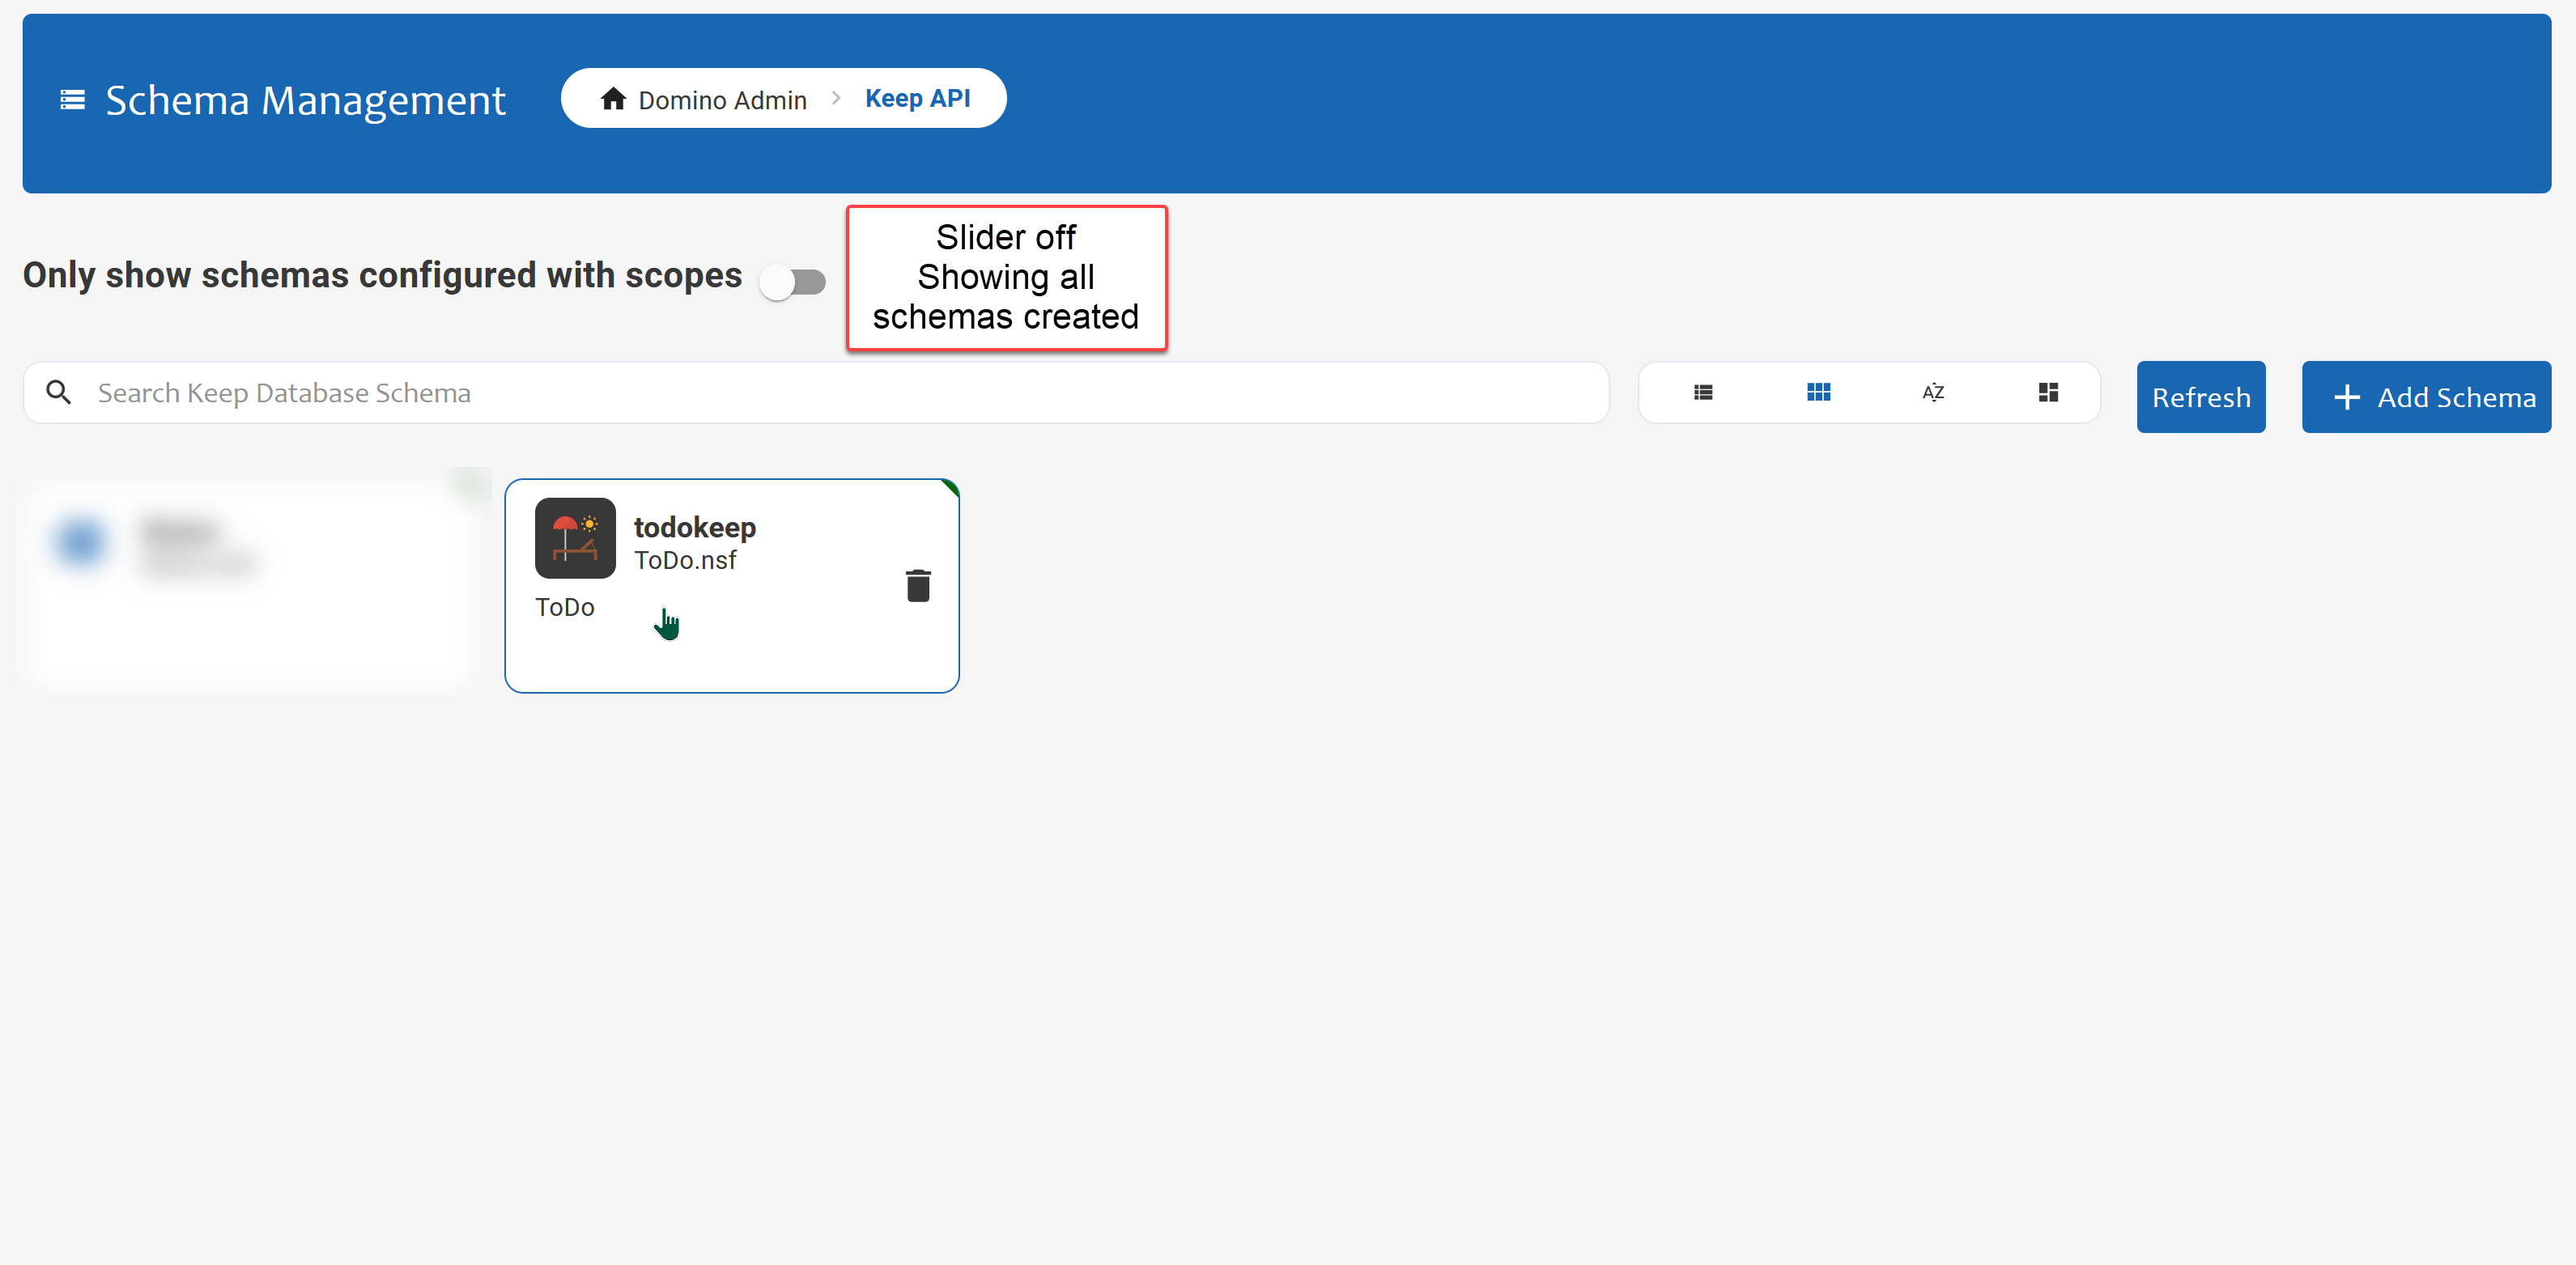 Schema Management
Domino Admin > Keep API
Only show schemas configured with scopes
Slider off
Showing all
schemas created
Search Keep Database Schema
AZ
Refresh
+ Add Schema
todokeep
ToDo.nsf
ToDo